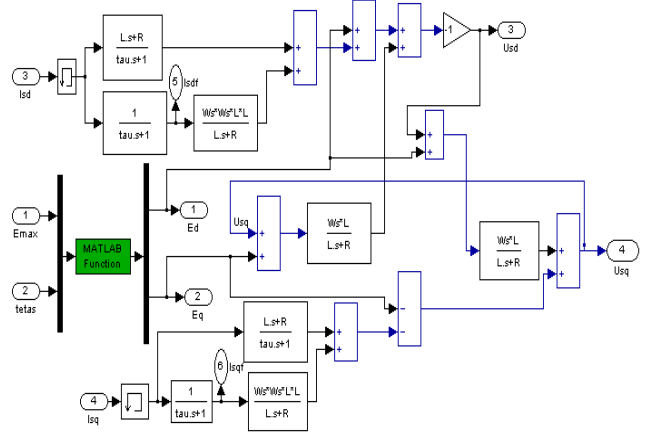 L.s+R
tau.s+1
3
Isd
5
Isdf
1
tau.s+1
Ws*Ws*L*L
L.s+R
+
+
+
+
+
+
-1
3
Usd
+
+
1
Emax
2
tetas
MATLAB
Function
1
Ed
2
Eq
Usq
+
+
Ws*L
L.s+R
Ws*L
L.s+R
+
+
4
Usq
-
-
L.s+R
tau.s+1
+
+
4
Isq
1
tau.s+1
6
Isqf
Ws*Ws*L*L
L.s+R